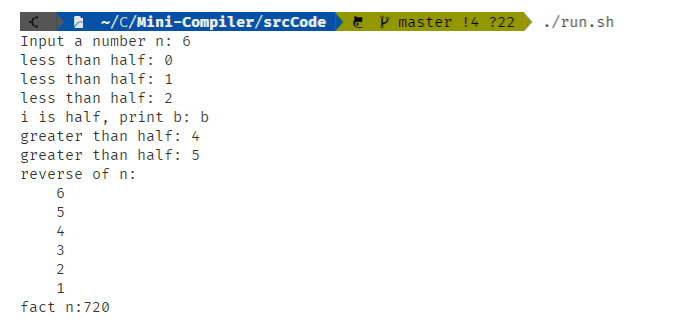 ~/C/Mini-Compiler/srcCode master !4 ?22 ./run.sh
Input a number n: 6
less than half: 0
less than half: 1
less than half: 2
i is half, print b: b
greater than half: 4
greater than half: 5
reverse of n:
6
5
4
3
2
1
fact n:720